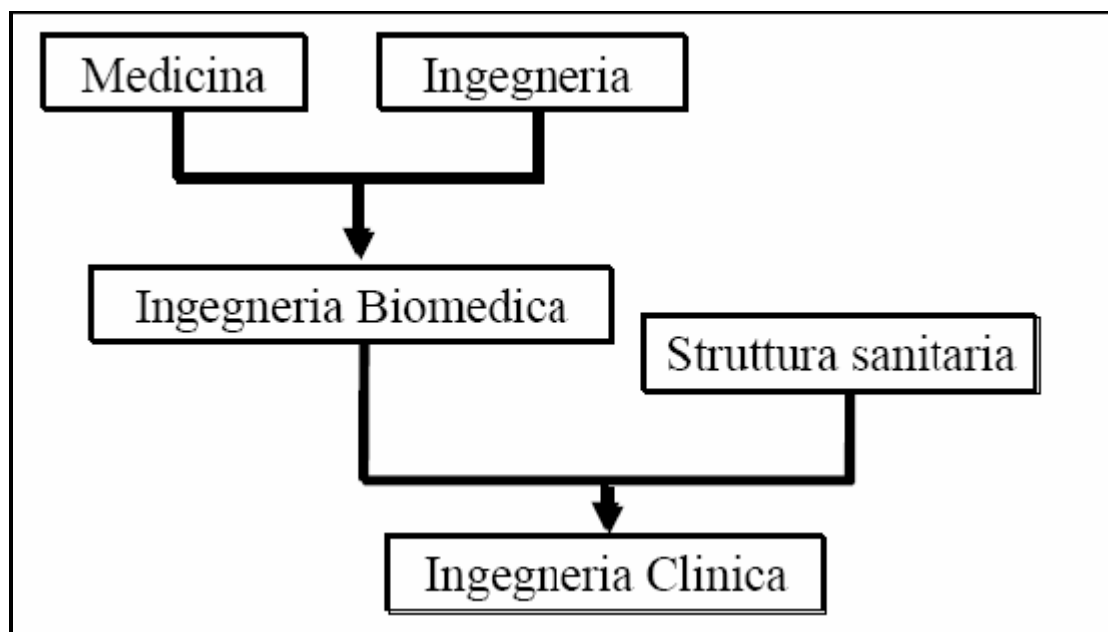 Medicina
Ingegneria
Ingegneria Biomedica
Struttura sanitaria
Ingegneria Clinica